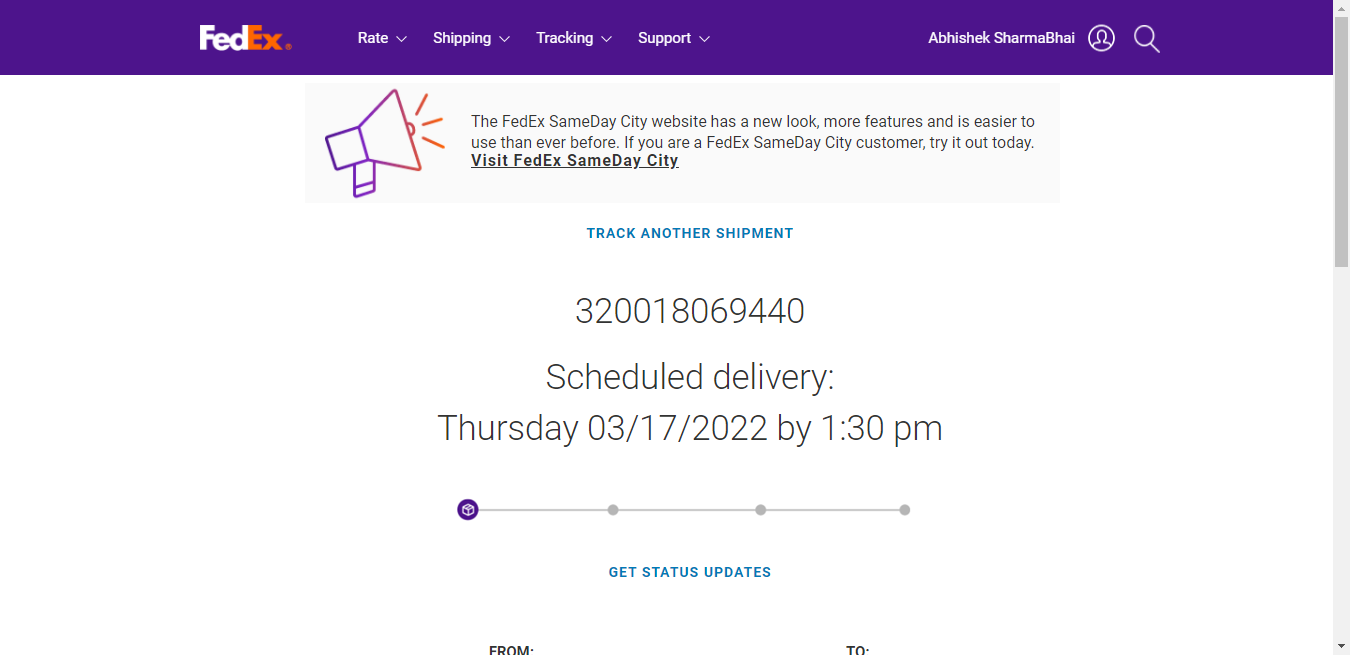 FedEx®
Rate
Shipping
Tracking
Support
Abhishek SharmaBhai
The FedEx SameDay City website has a new look, more features and is easier to
use than ever before. If you are a FedEx SameDay City customer, try it out today.
Visit FedEx SameDay City
TRACK ANOTHER SHIPMENT
320018069440
Scheduled delivery:
Thursday 03/17/2022 by 1:30 pm
GET STATUS UPDATES
FROM:
TO: